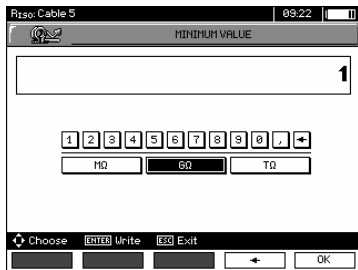 RISO: Cable 5 09:22
MINIMUM VALUE
1
1 2 3 4 5 6 7 8 9 0 , ←
MΩ GΩ TΩ
Choose ENTER Write ESC Exit
← OK